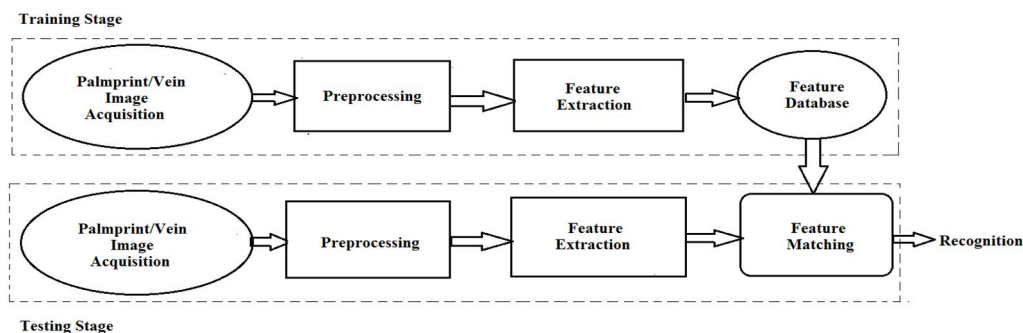 Training Stage
Palmprint/Vein
Image
Acquisition
Preprocessing
Feature
Extraction
Feature
Database
Palmprint/Vein
Image
Acquisition
Preprocessing
Feature
Extraction
Feature
Matching
Recognition
Testing Stage